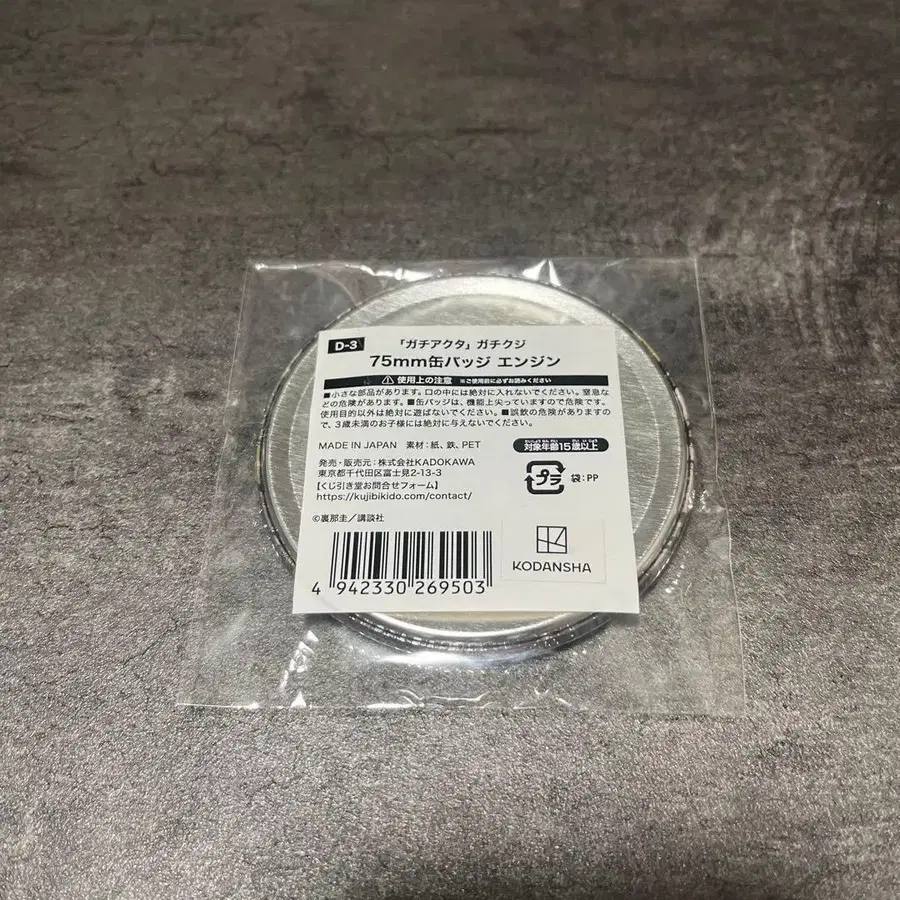 D-3
「ガチアクタ」ガチクジ
75mm缶バッジ エンジン
使用上の注意 ※ご使用前に必ずお読みください
■小さな部品があります。口の中には絶対に入れないでください。窒息な
どの危険があります。■缶バッジは、機能上尖っていますので危険です。
使用目的以外は絶対に遊ばないでください。■誤飲の危険がありますの
で、3歳未満のお子様には絶対に与えないでください。
MADE IN JAPAN 素材：紙、鉄、PET
対象年齢15歳以上
発売・販売元：株式会社KADOKAWA
東京都千代田区富士見2-13-3
【くじ引き堂お問合せフォーム】
https://kujibikido.com/contact/
プラ
袋：PP
©裏那圭／講談社
4 942330 269503
KODANSHA